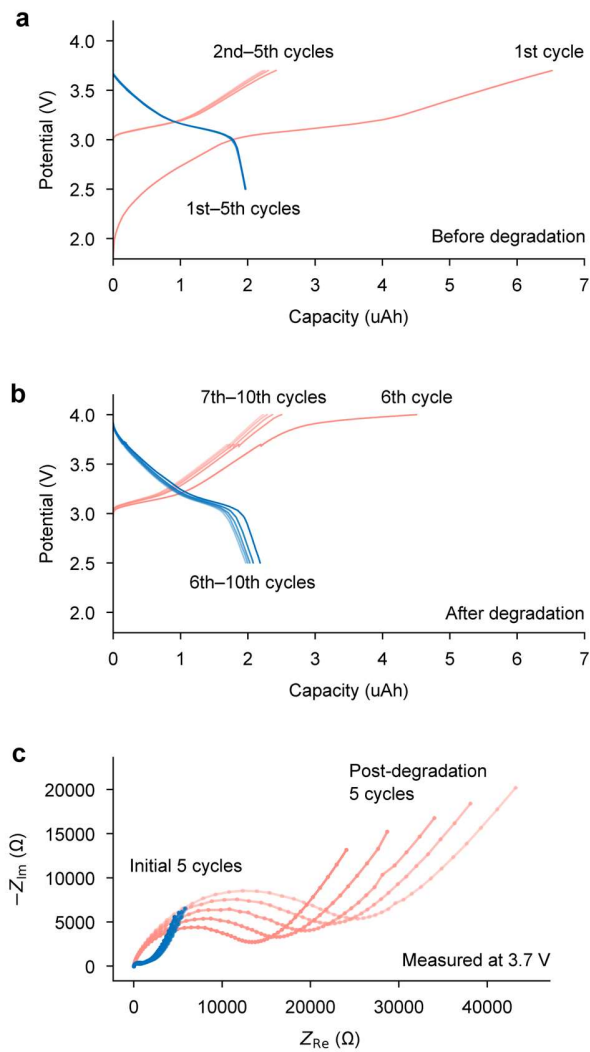 a
4.0
3.5
3.0
2.5
2.0
Potential (V)
2nd–5th cycles
1st cycle
1st–5th cycles
Before degradation
0 1 2 3 4 5 6 7
Capacity (uAh)
b
4.0
3.5
3.0
2.5
2.0
Potential (V)
7th–10th cycles
6th cycle
6th–10th cycles
After degradation
0 1 2 3 4 5 6 7
Capacity (uAh)
c
20000
15000
10000
5000
0
−Z_Im (Ω)
Post-degradation
5 cycles
Initial 5 cycles
Measured at 3.7 V
0 10000 20000 30000 40000
Z_Re (Ω)